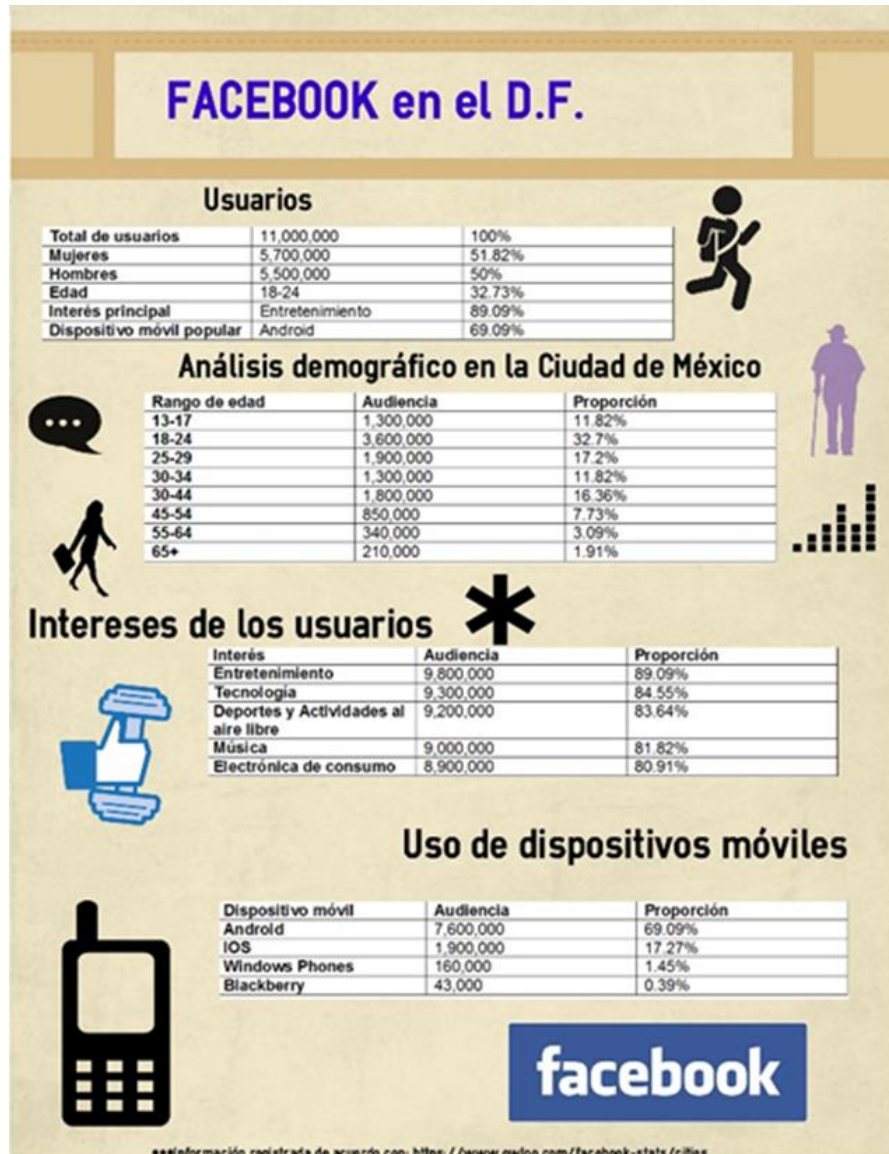 FACEBOOK en el D.F.
Usuarios
Total de usuarios 11,000,000 100%
Mujeres 5,700,000 51.82%
Hombres 5,500,000 50%
Edad 18-24 32.73%
Interés principal Entretenimiento 89.09%
Dispositivo móvil popular Android 69.09%
Análisis demográfico en la Ciudad de México
Rango de edad Audiencia Proporción
13-17 1,300,000 11.82%
18-24 3,600,000 32.7%
25-29 1,900,000 17.2%
30-34 1,300,000 11.82%
30-44 1,800,000 16.36%
45-54 850,000 7.73%
55-64 340,000 3.09%
65+ 210,000 1.91%
Intereses de los usuarios *
Interés Audiencia Proporción
Entretenimiento 9,800,000 89.09%
Tecnología 9,300,000 84.55%
Deportes y Actividades al 9,200,000 83.64%
aire libre
Música 9,000,000 81.82%
Electrónica de consumo 8,900,000 80.91%
Uso de dispositivos móviles
Dispositivo móvil Audiencia Proporción
Android 7,600,000 69.09%
IOS 1,900,000 17.27%
Windows Phones 160,000 1.45%
Blackberry 43,000 0.39%
facebook
***Información registrada de acuerdo con: